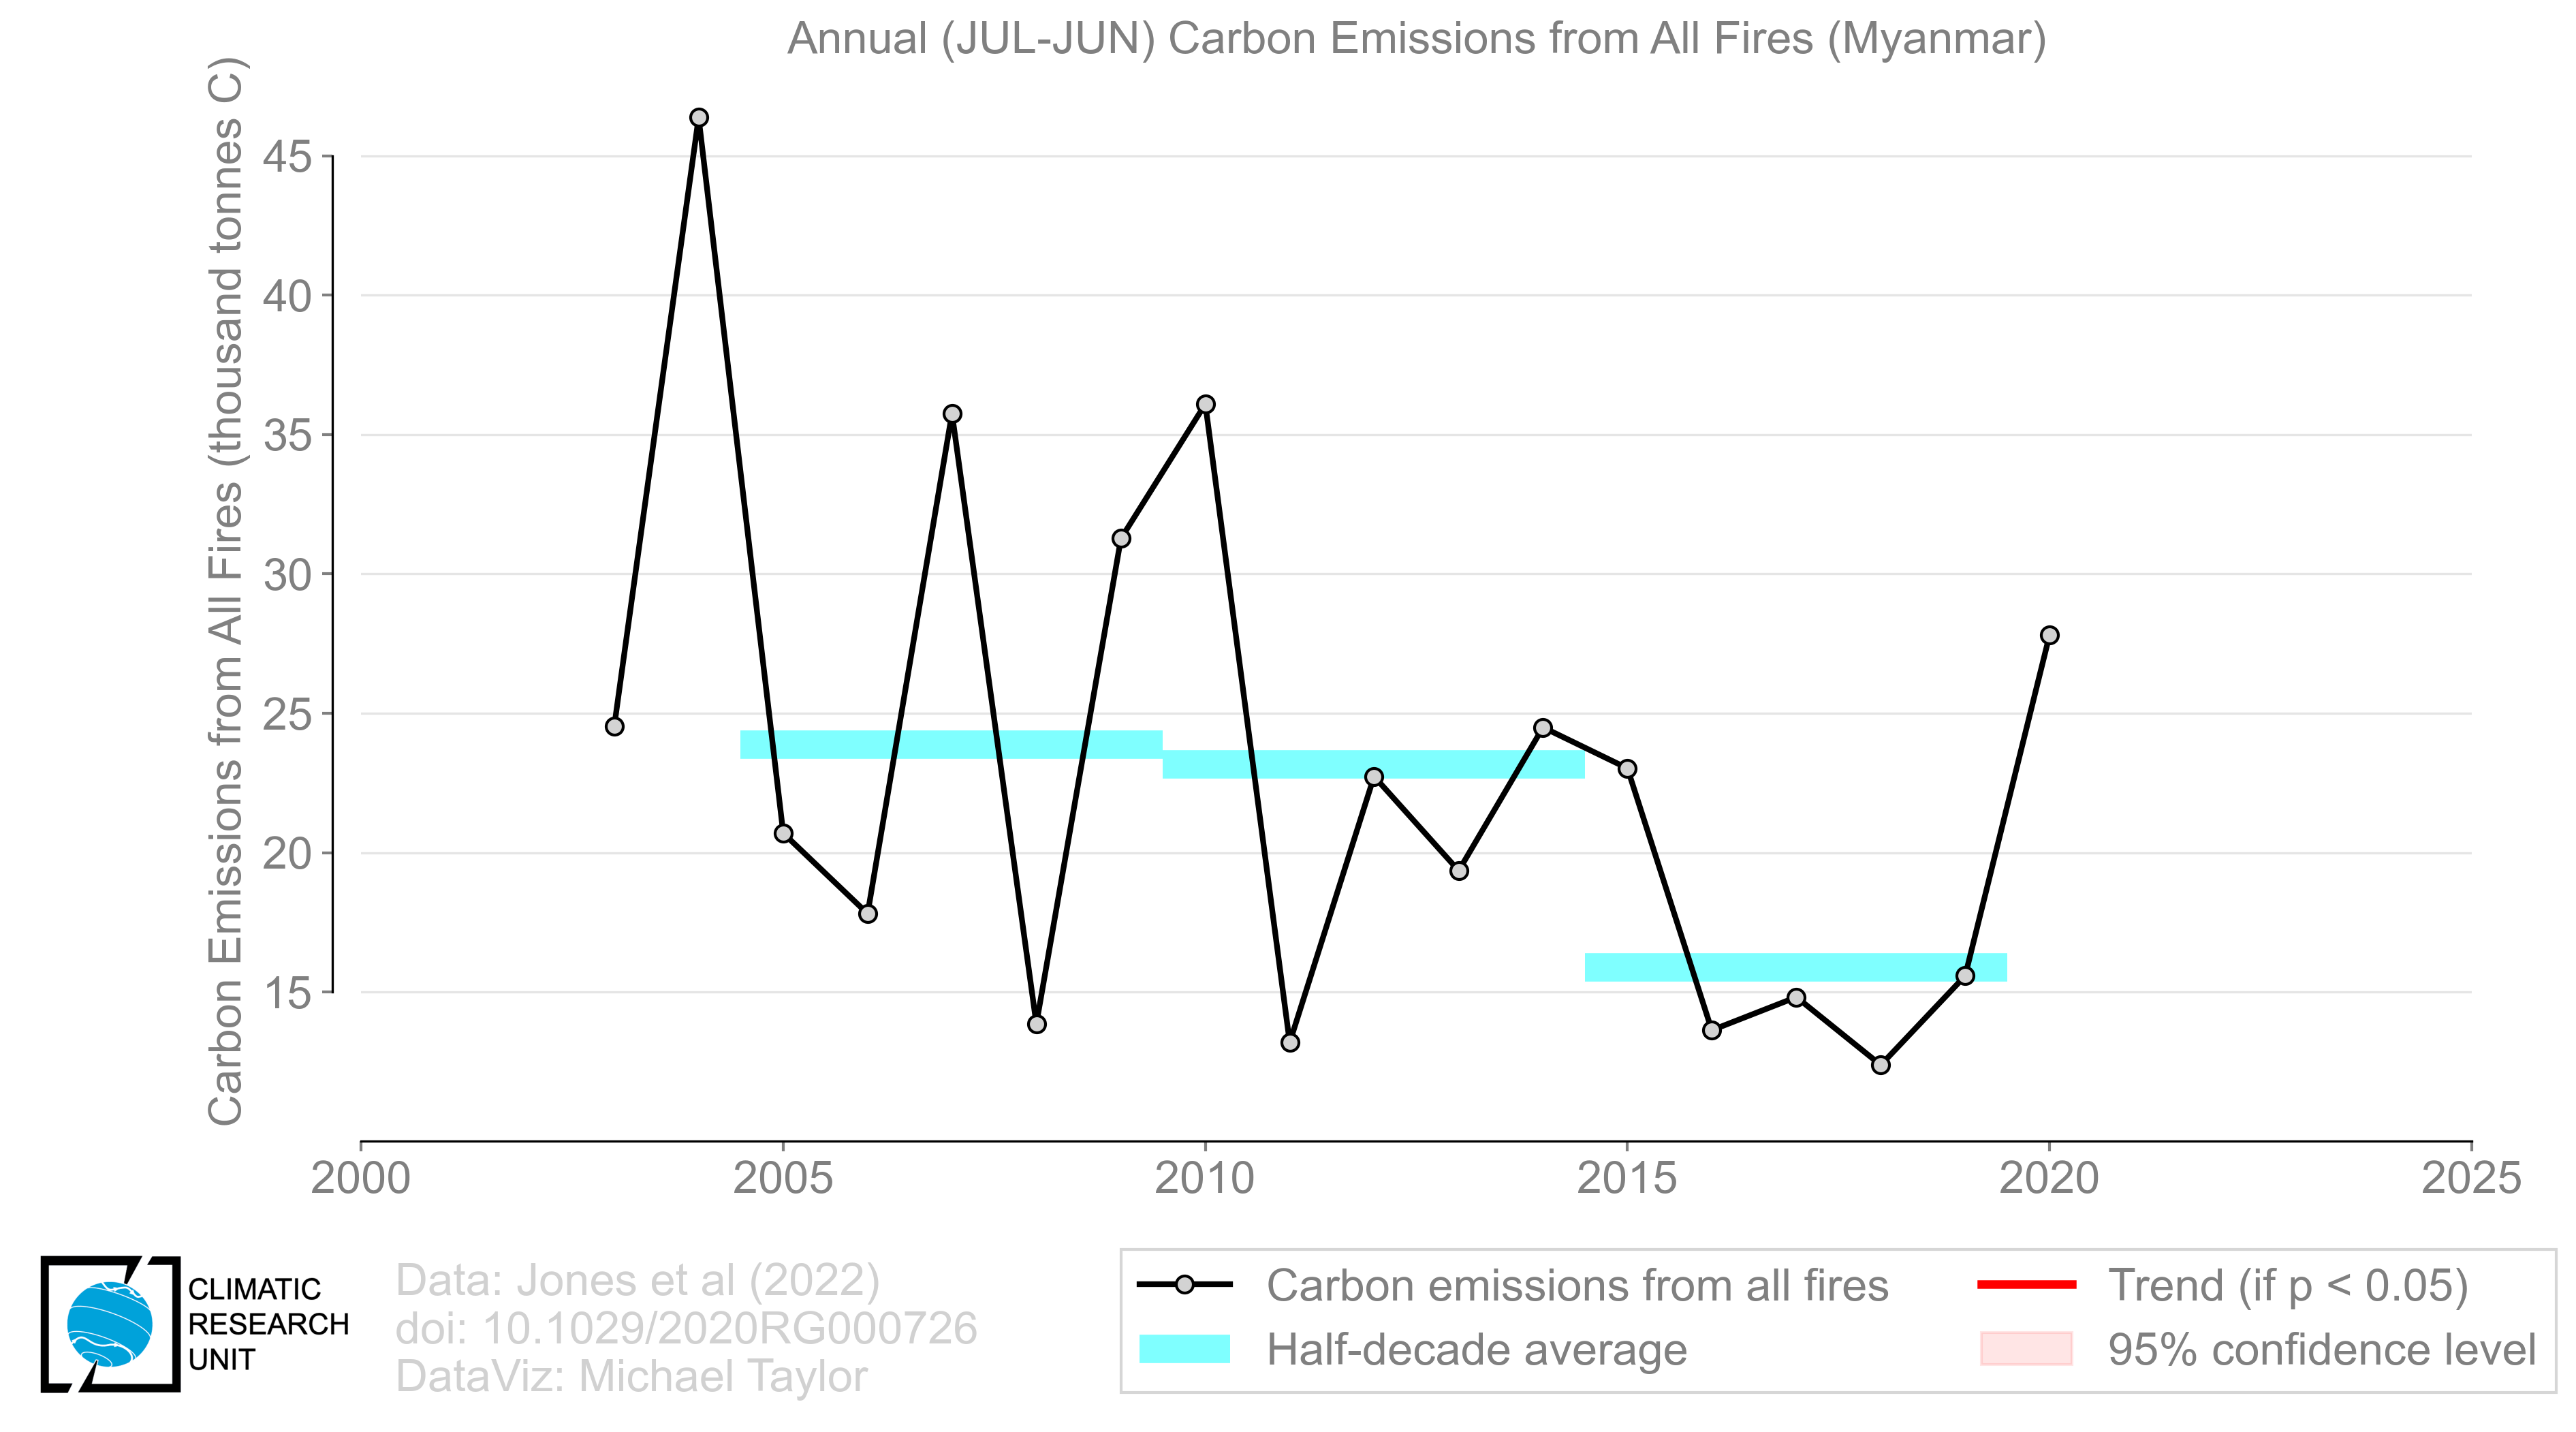 Annual (JUL-JUN) Carbon Emissions from All Fires (Myanmar)
Carbon Emissions from All Fires (thousand tonnes C)
45
40
35
30
25
20
15
2000 2005 2010 2015 2020 2025
CLIMATIC
RESEARCH
UNIT
Data: Jones et al (2022)
doi: 10.1029/2020RG000726
DataViz: Michael Taylor
Carbon emissions from all fires
Half-decade average
Trend (if p < 0.05)
95% confidence level